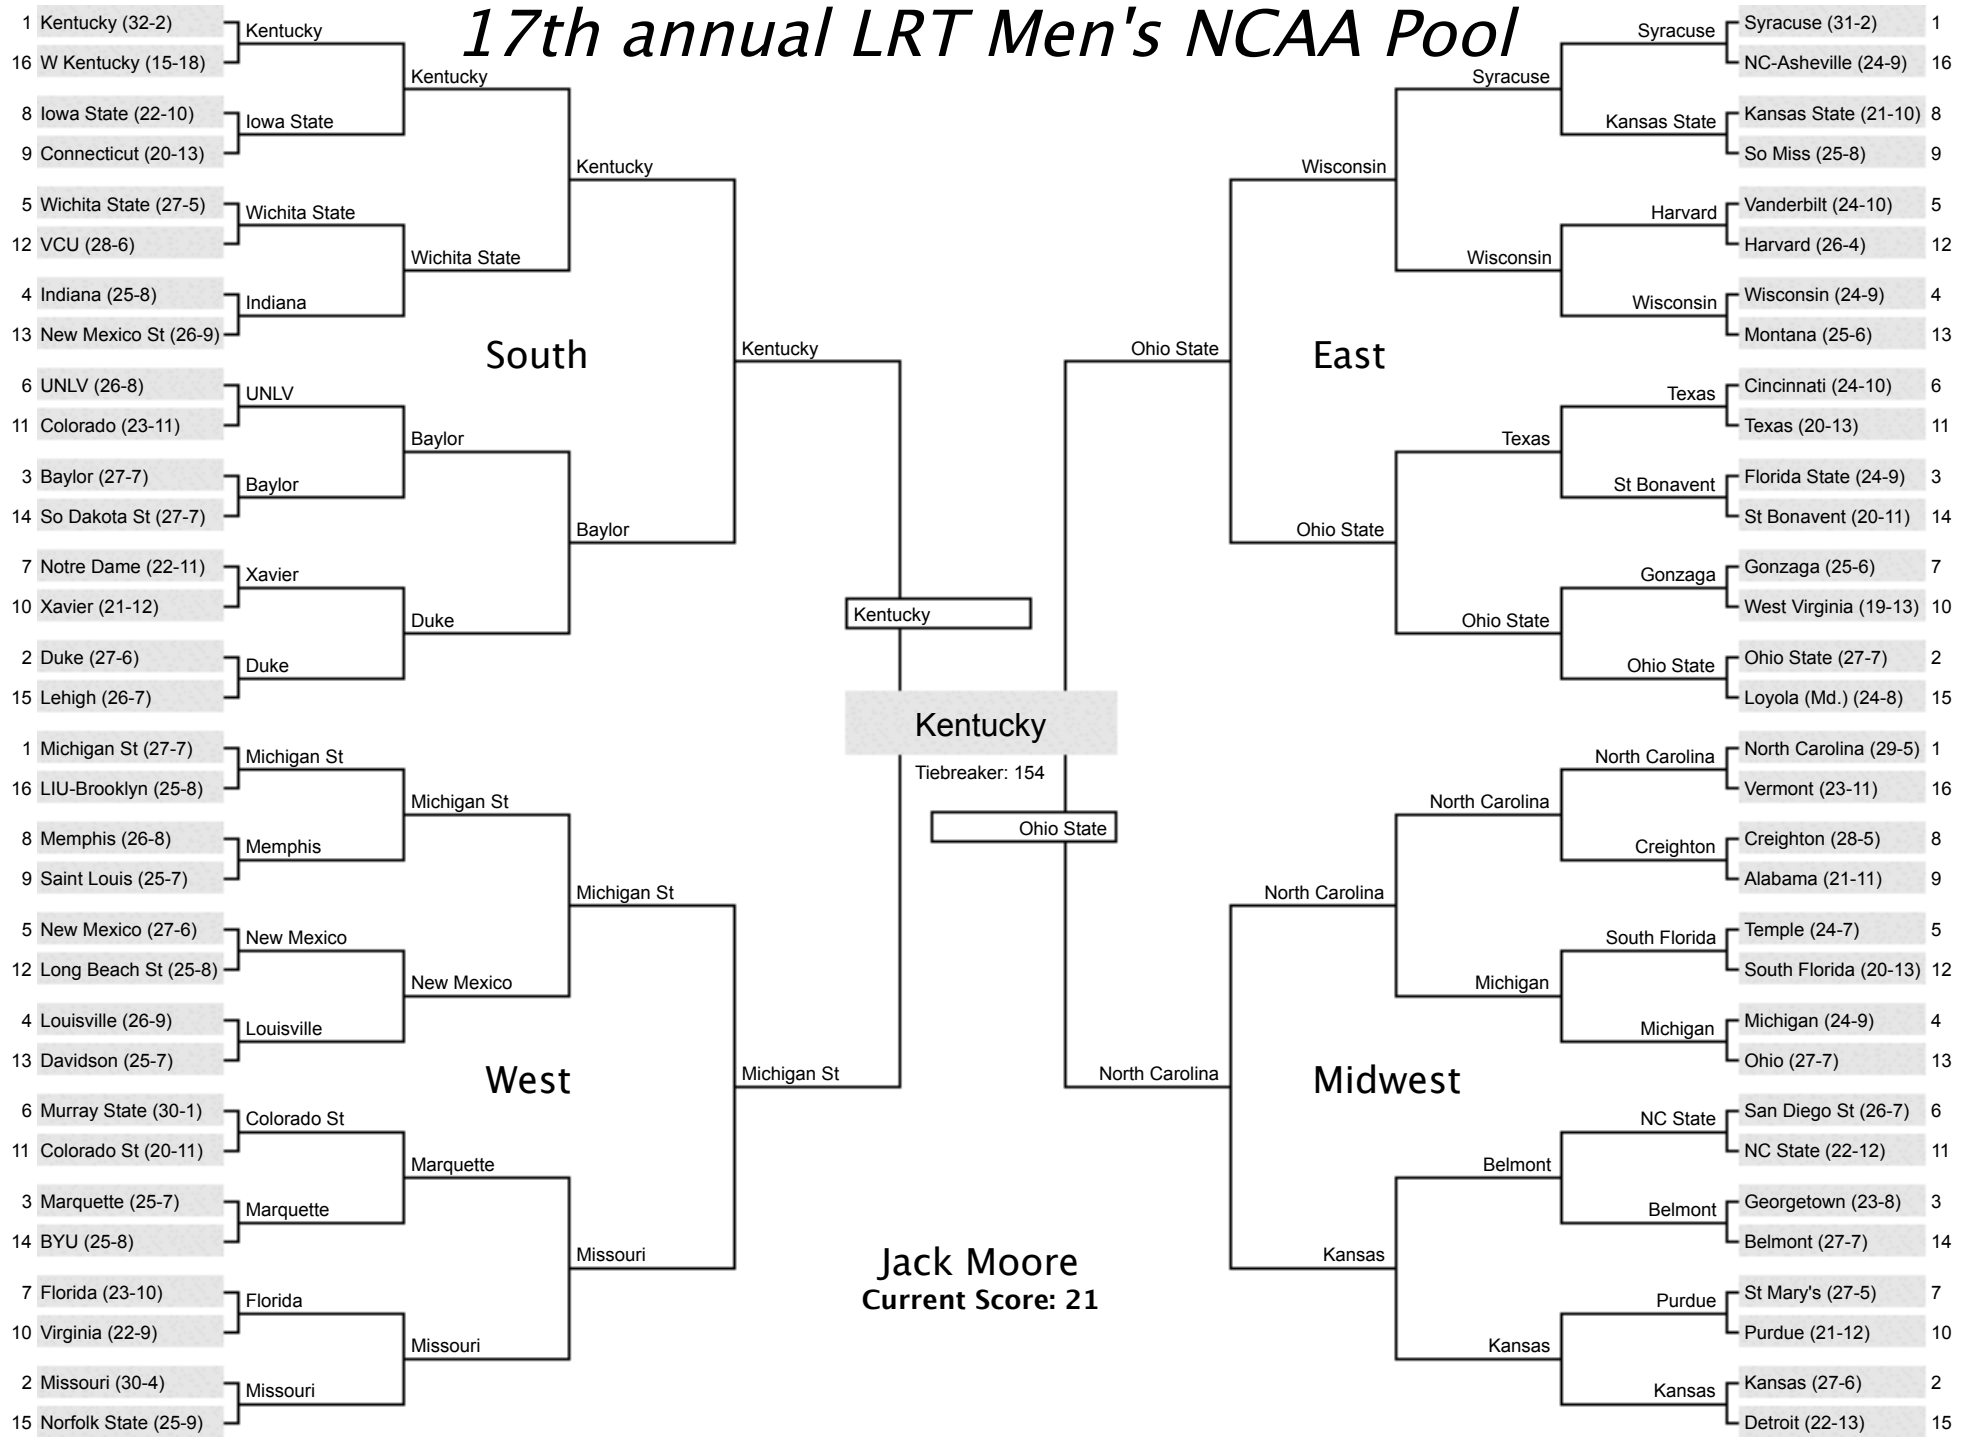 17th annual LRT Men's NCAA Pool
1 Kentucky (32-2)
16 W Kentucky (15-18)
8 Iowa State (22-10)
9 Connecticut (20-13)
5 Wichita State (27-5)
12 VCU (28-6)
4 Indiana (25-8)
13 New Mexico St (26-9)
6 UNLV (26-8)
11 Colorado (23-11)
3 Baylor (27-7)
14 So Dakota St (27-7)
7 Notre Dame (22-11)
10 Xavier (21-12)
2 Duke (27-6)
15 Lehigh (26-7)
Kentucky
Iowa State
Wichita State
Indiana
UNLV
Baylor
Xavier
Duke
Kentucky
Wichita State
Baylor
Duke
Kentucky
Baylor
Kentucky
South
1 Michigan St (27-7)
16 LIU-Brooklyn (25-8)
8 Memphis (26-8)
9 Saint Louis (25-7)
5 New Mexico (27-6)
12 Long Beach St (25-8)
4 Louisville (26-9)
13 Davidson (25-7)
6 Murray State (30-1)
11 Colorado St (20-11)
3 Marquette (25-7)
14 BYU (25-8)
7 Florida (23-10)
10 Virginia (22-9)
2 Missouri (30-4)
15 Norfolk State (25-9)
Michigan St
Memphis
New Mexico
Louisville
Colorado St
Marquette
Florida
Missouri
Michigan St
New Mexico
Marquette
Missouri
Michigan St
Missouri
Michigan St
West
Kentucky
Kentucky
Tiebreaker: 154
Ohio State
Jack Moore
Current Score: 21
Syracuse (31-2) 1
NC-Asheville (24-9) 16
Kansas State (21-10) 8
So Miss (25-8) 9
Vanderbilt (24-10) 5
Harvard (26-4) 12
Wisconsin (24-9) 4
Montana (25-6) 13
Cincinnati (24-10) 6
Texas (20-13) 11
Florida State (24-9) 3
St Bonavent (20-11) 14
Gonzaga (25-6) 7
West Virginia (19-13) 10
Ohio State (27-7) 2
Loyola (Md.) (24-8) 15
Syracuse
Kansas State
Harvard
Wisconsin
Texas
St Bonavent
Gonzaga
Ohio State
Syracuse
Wisconsin
Texas
Ohio State
Wisconsin
Ohio State
Ohio State
East
North Carolina (29-5) 1
Vermont (23-11) 16
Creighton (28-5) 8
Alabama (21-11) 9
Temple (24-7) 5
South Florida (20-13) 12
Michigan (24-9) 4
Ohio (27-7) 13
San Diego St (26-7) 6
NC State (22-12) 11
Georgetown (23-8) 3
Belmont (27-7) 14
St Mary's (27-5) 7
Purdue (21-12) 10
Kansas (27-6) 2
Detroit (22-13) 15
North Carolina
Creighton
South Florida
Michigan
NC State
Belmont
Purdue
Kansas
North Carolina
Michigan
Belmont
Kansas
North Carolina
Kansas
North Carolina
Midwest